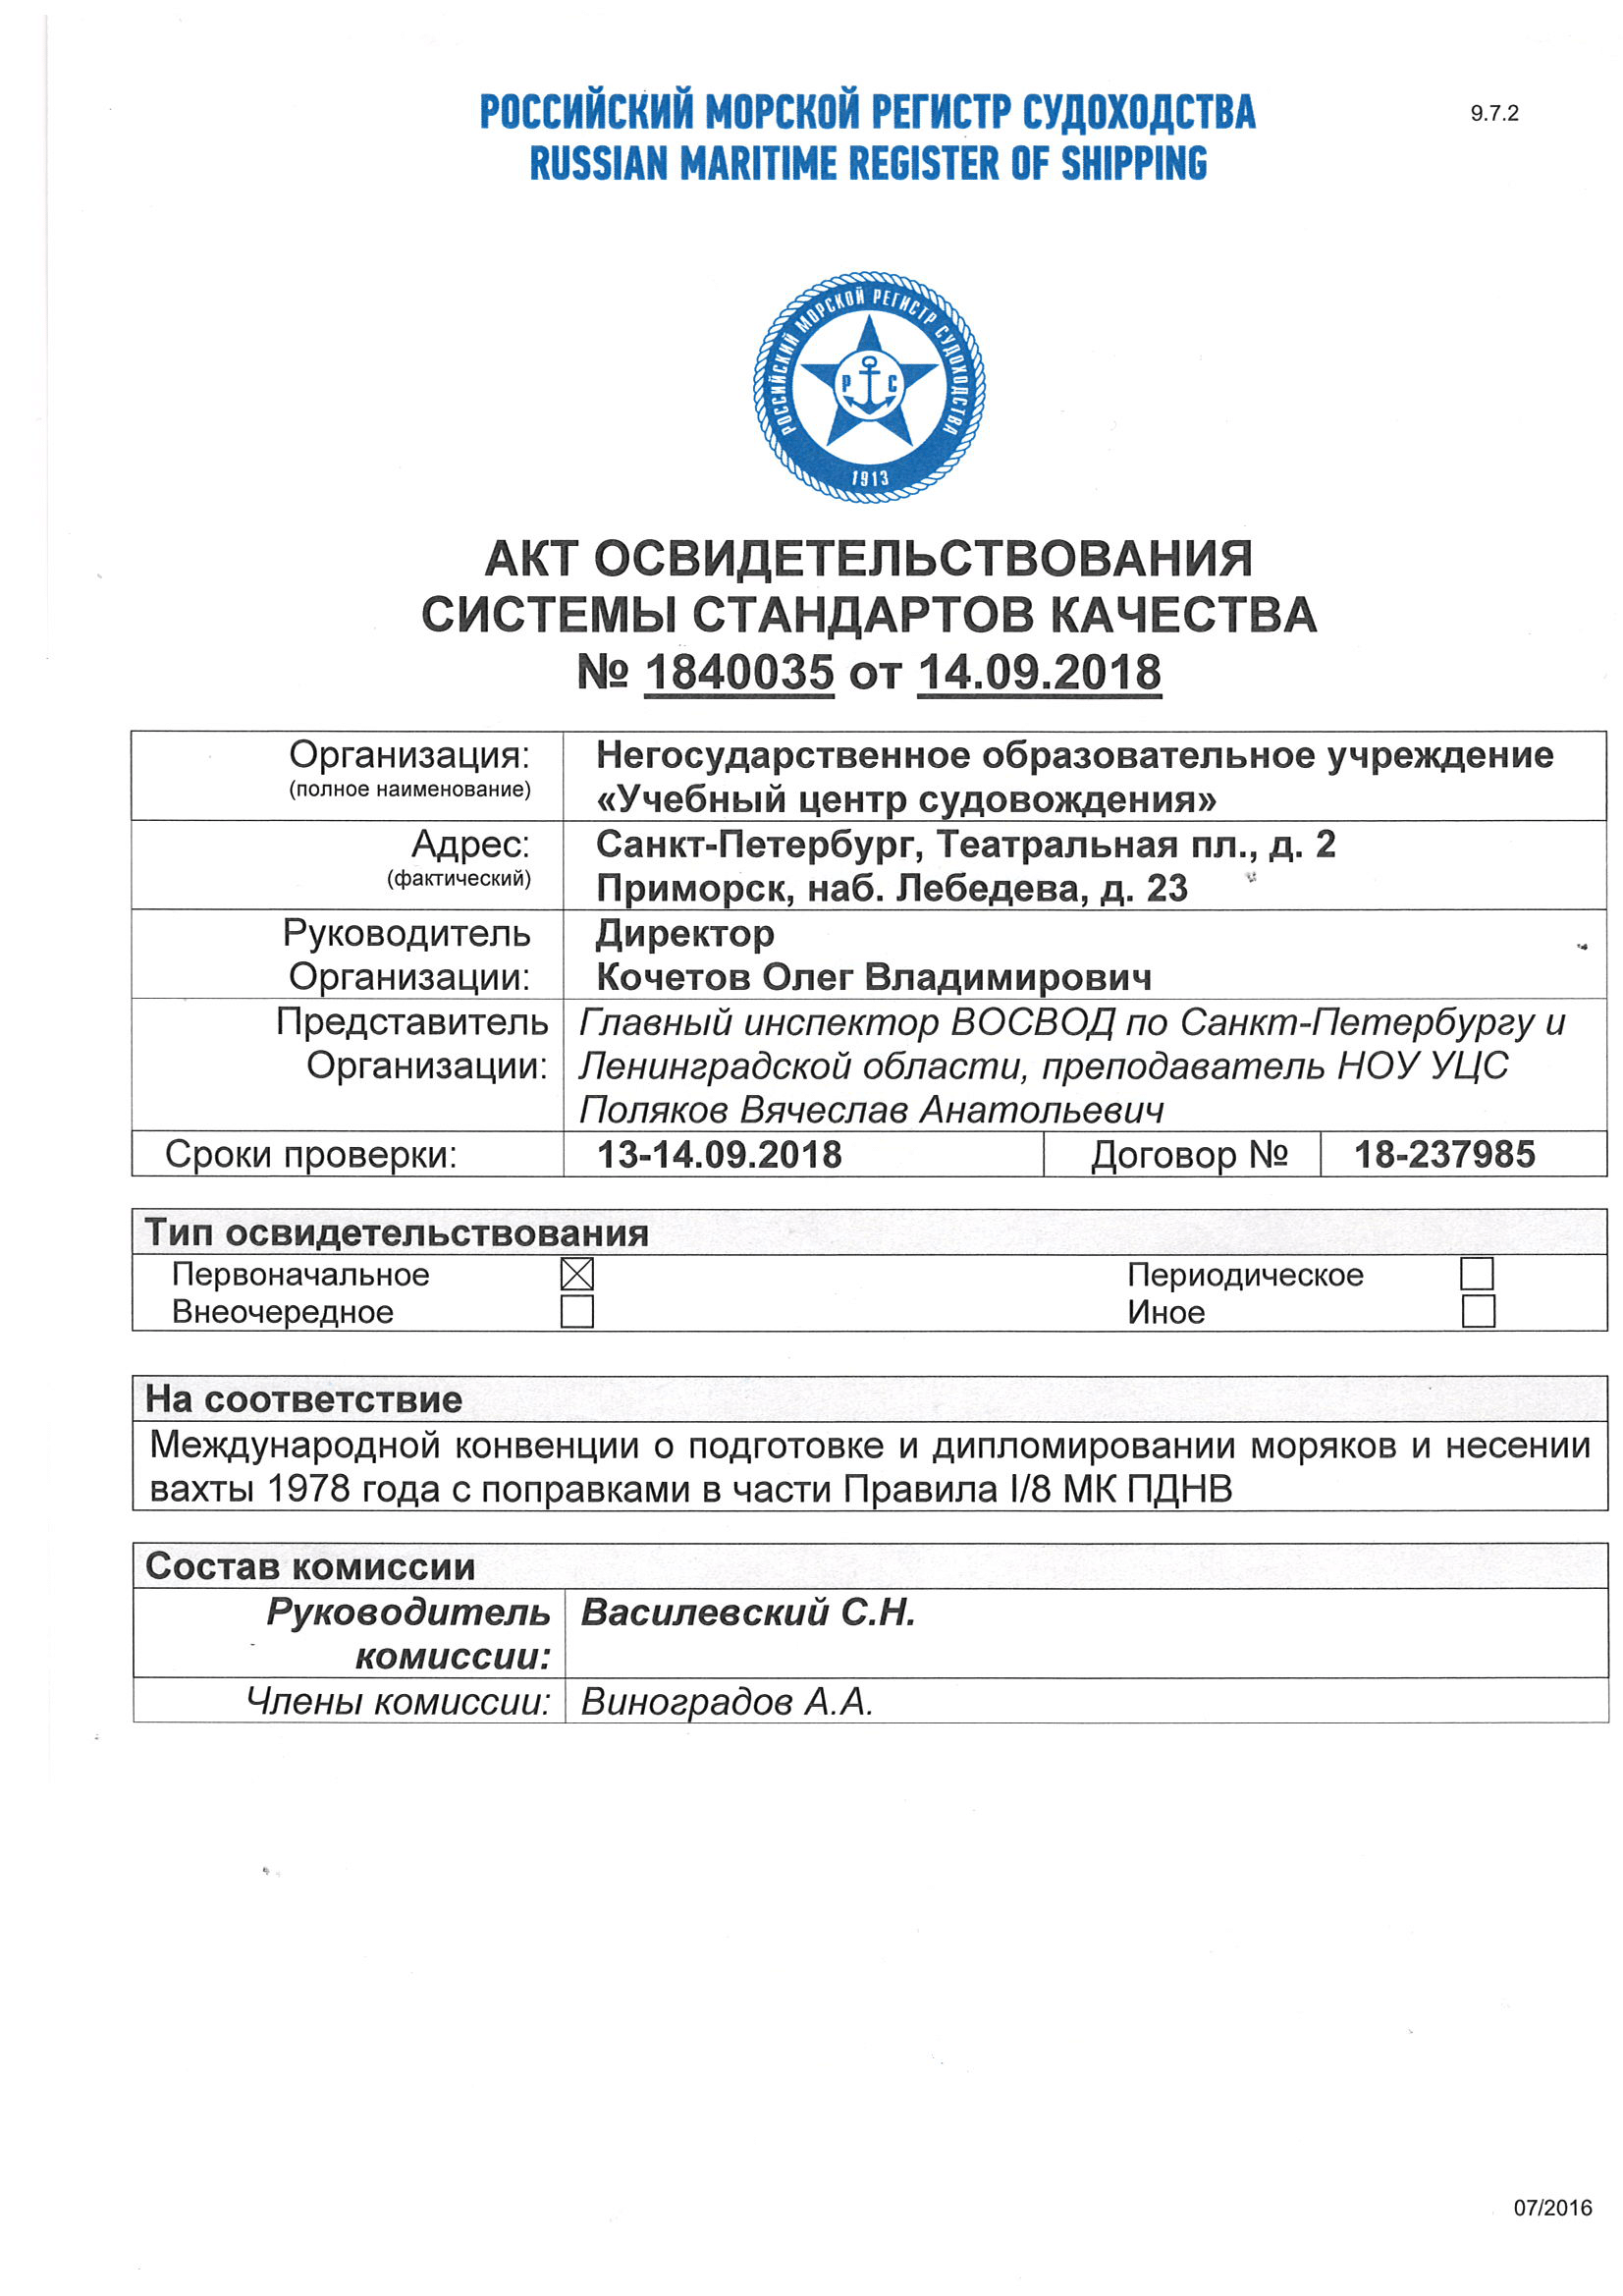 РОССИЙСКИЙ МОРСКОЙ РЕГИСТР СУДОХОДСТВА
9.7.2
RUSSIAN MARITIME REGISTER OF SHIPPING
РОССИЙСКИЙ МОРСКОЙ РЕГИСТР СУДОХОДСТВА
Р С
1913
АКТ ОСВИДЕТЕЛЬСТВОВАНИЯ
СИСТЕМЫ СТАНДАРТОВ КАЧЕСТВА
№ 1840035 от 14.09.2018
Организация: Негосударственное образовательное учреждение
(полное наименование) «Учебный центр судовождения»
Адрес: Санкт-Петербург, Театральная пл., д. 2
(фактический) Приморск, наб. Лебедева, д. 23
Руководитель Директор
Организации: Кочетов Олег Владимирович
Представитель Главный инспектор ВОСВОД по Санкт-Петербургу и
Организации: Ленинградской области, преподаватель НОУ УЦС
Поляков Вячеслав Анатольевич
Сроки проверки: 13-14.09.2018 Договор № 18-237985
Тип освидетельствования
Первоначальное Периодическое
Внеочередное Иное
На соответствие
Международной конвенции о подготовке и дипломировании моряков и несении
вахты 1978 года с поправками в части Правила I/8 МК ПДНВ
Состав комиссии
Руководитель Василевский С.Н.
комиссии:
Члены комиссии: Виноградов А.А.
07/2016